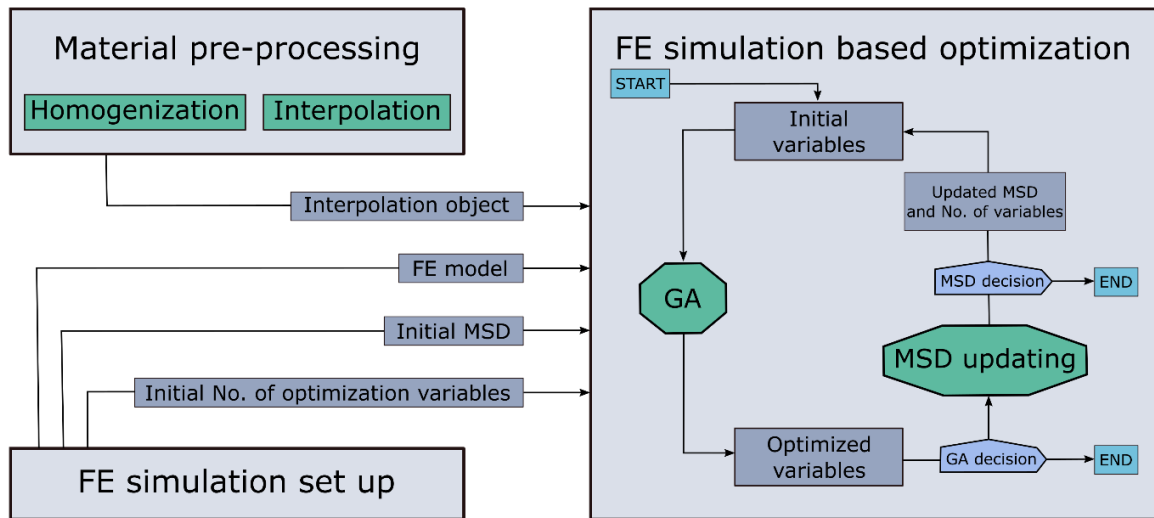 Material pre-processing
Homogenization
Interpolation
Interpolation object
FE model
Initial MSD
Initial No. of optimization variables
FE simulation set up
FE simulation based optimization
START
Initial
variables
Updated MSD
and No. of variables
GA
MSD decision
END
MSD updating
Optimized
variables
GA decision
END